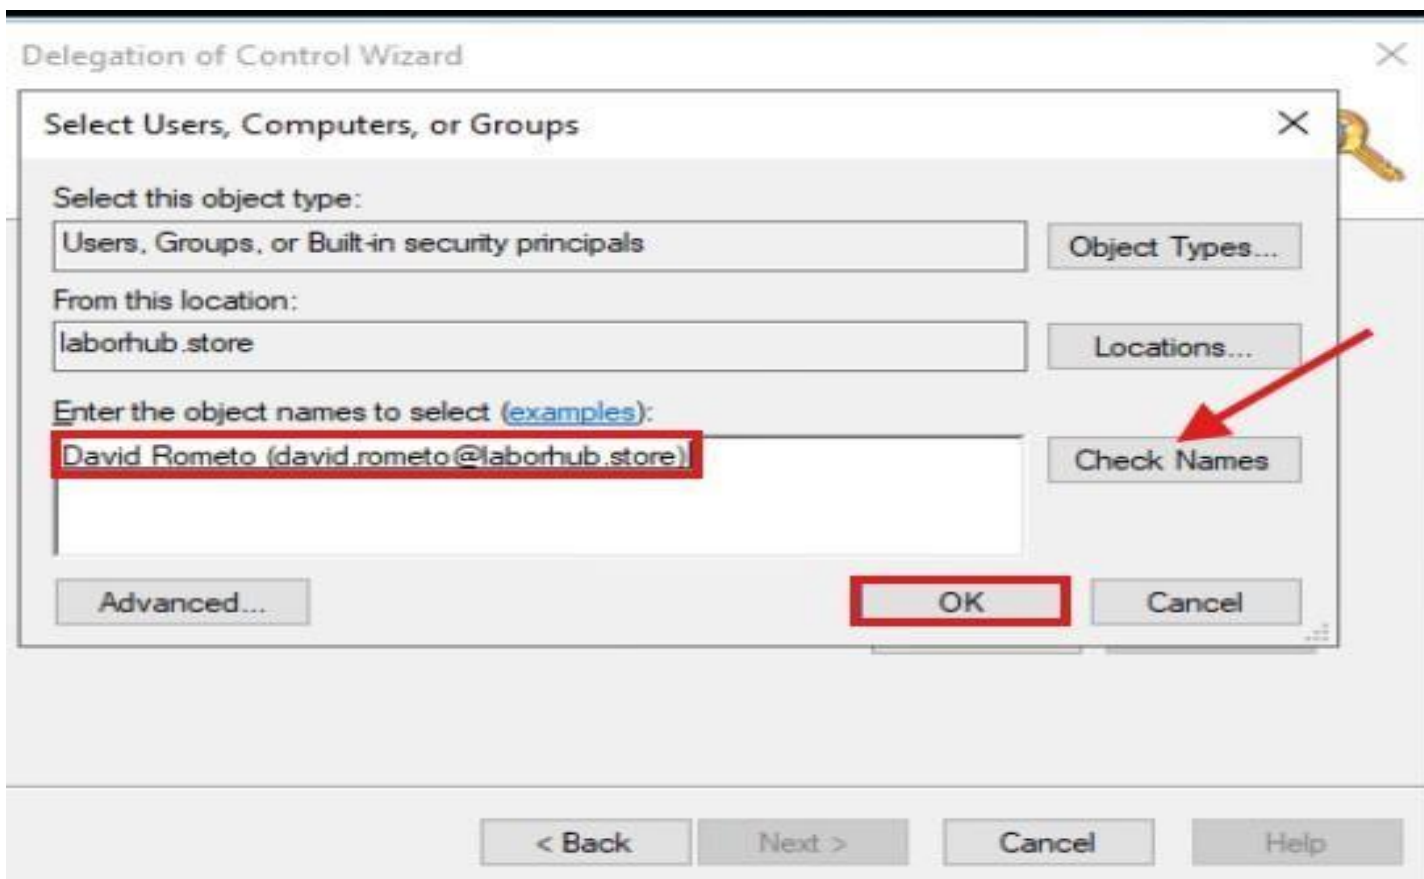 Delegation of Control Wizard
Select Users, Computers, or Groups
Select this object type:
Users, Groups, or Built-in security principals
Object Types...
From this location:
laborhub.store
Locations...
Enter the object names to select (examples):
David Rometo (david.rometo@laborhub.store)
Check Names
Advanced...
OK
Cancel
< Back
Next >
Cancel
Help